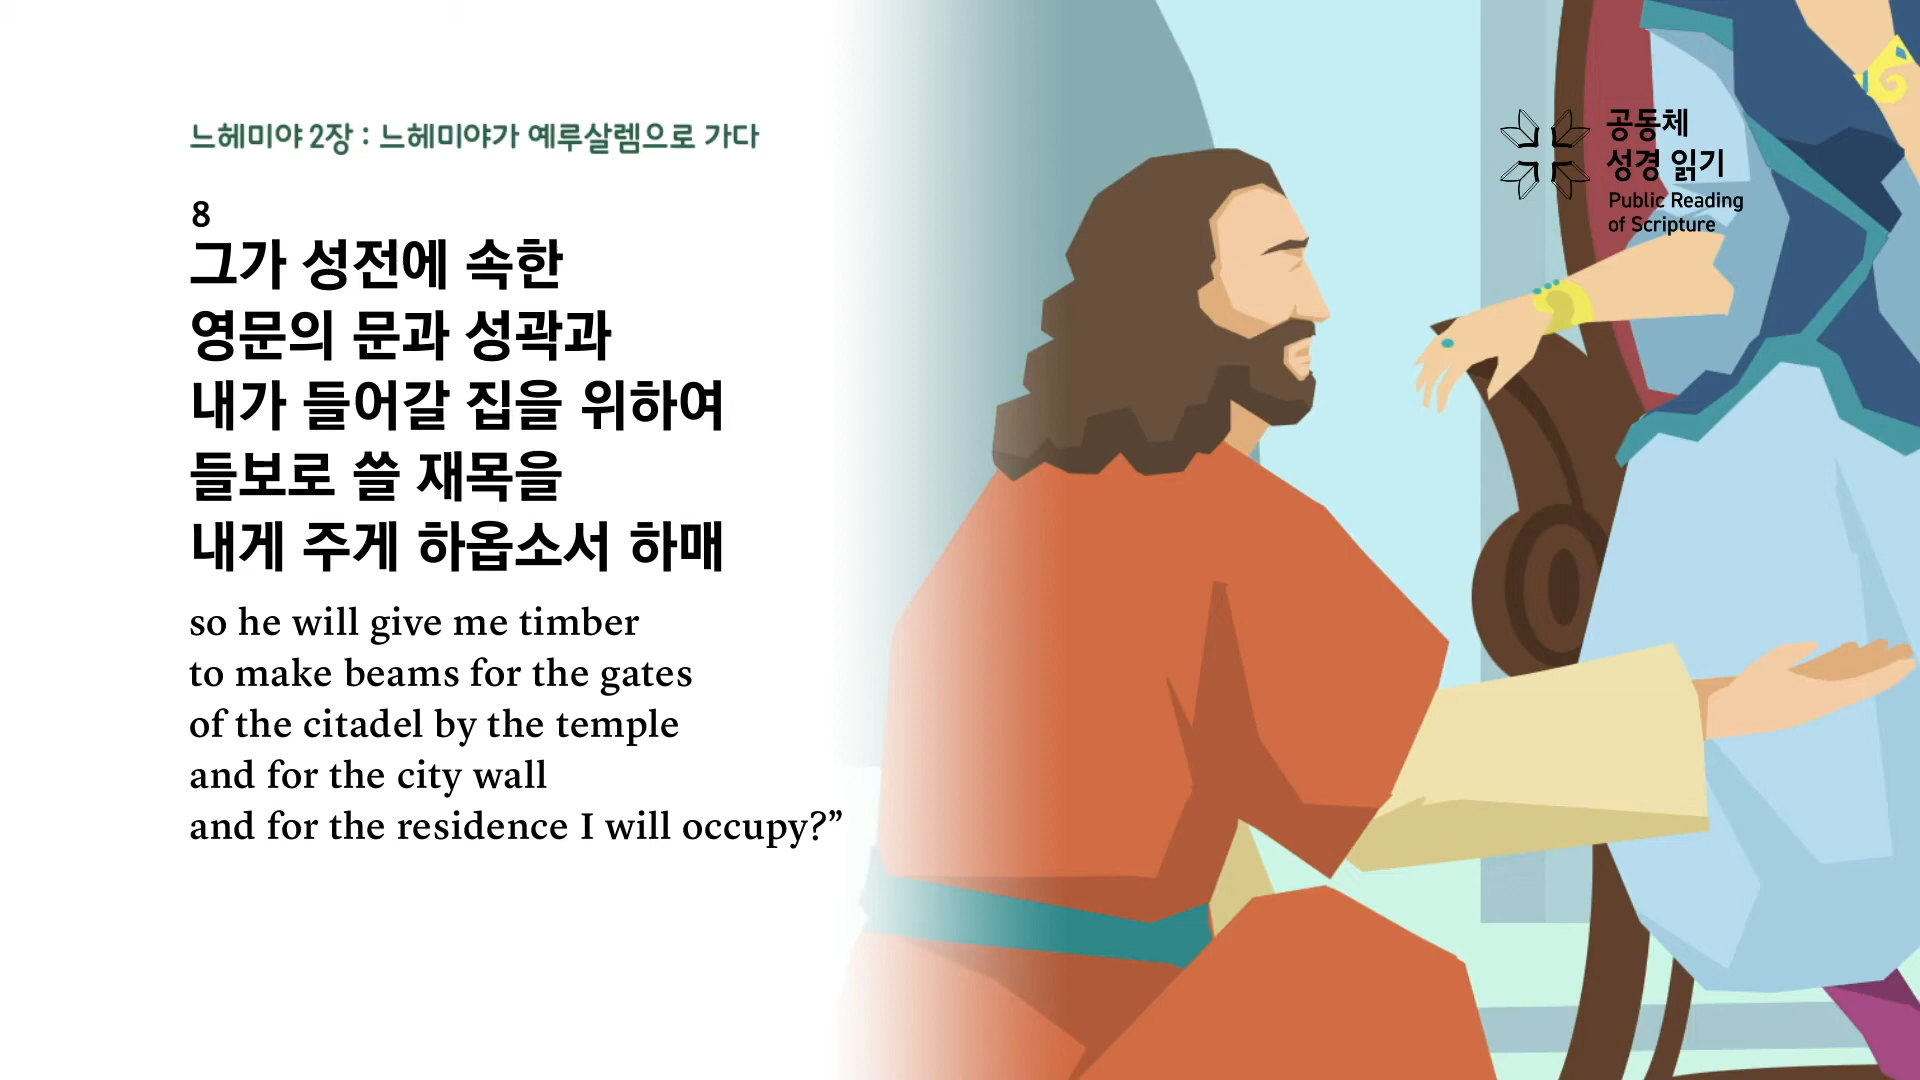 느헤미야 2장 : 느헤미야가 예루살렘으로 가다
8
그가 성전에 속한
영문의 문과 성곽과
내가 들어갈 집을 위하여
들보로 쓸 재목을
내게 주게 하옵소서 하매
so he will give me timber
to make beams for the gates
of the citadel by the temple
and for the city wall
and for the residence I will occupy?”
공동체
성경 읽기
Public Reading
of Scripture